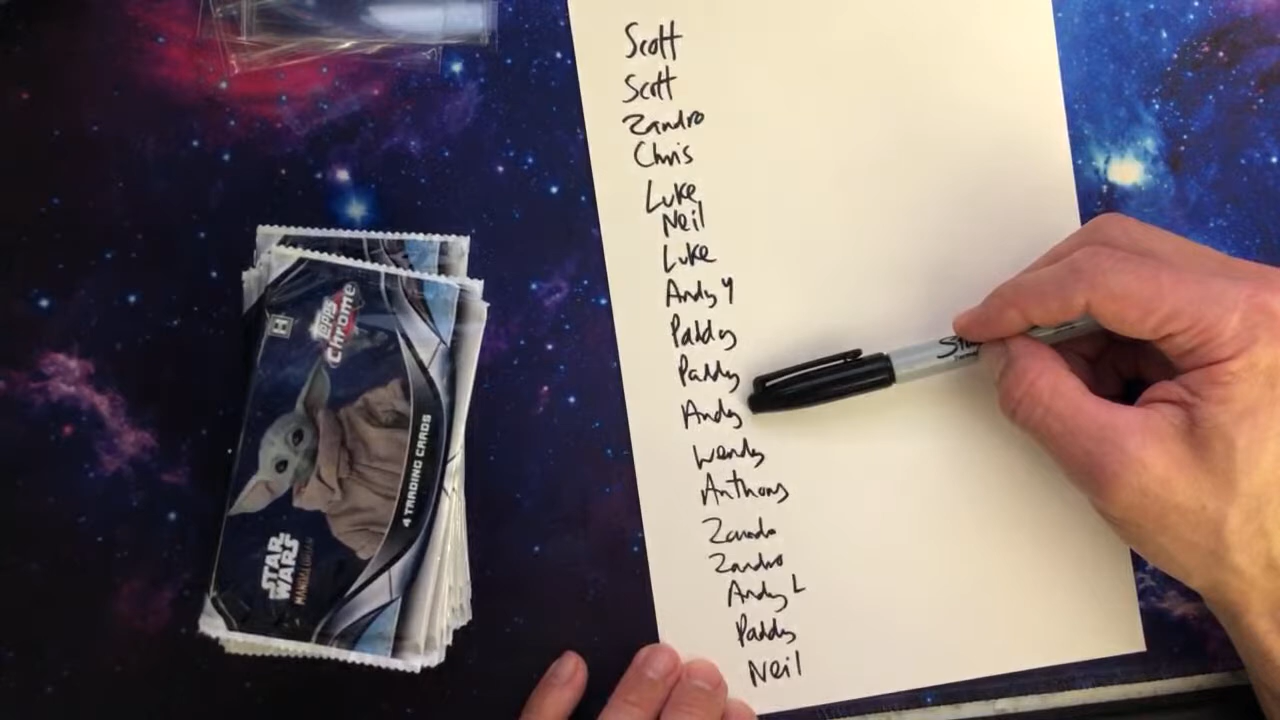 Scott
Scott
Zandro
Chris
Luke
Neil
Luke
Andy Y
Paddy
Paddy
Andy
Wendy
Anthony
Zandro
Zandro
Andy L
Paddy
Neil
H
Topps
Chrome
4 TRADING CARDS
STAR
WARS
MANDALORIAN